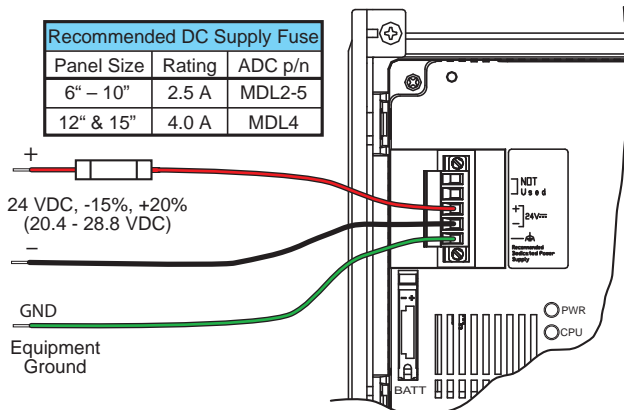 Recommended DC Supply Fuse
Panel Size Rating ADC p/n
6“ – 10” 2.5 A MDL2-5
12“ & 15” 4.0 A MDL4
+
24 VDC, -15%, +20%
(20.4 - 28.8 VDC)
–
GND
Equipment
Ground
NOT
Used
+
24V
–
Recommended
Dedicated Power
Supply
– +
BATT
PWR
CPU